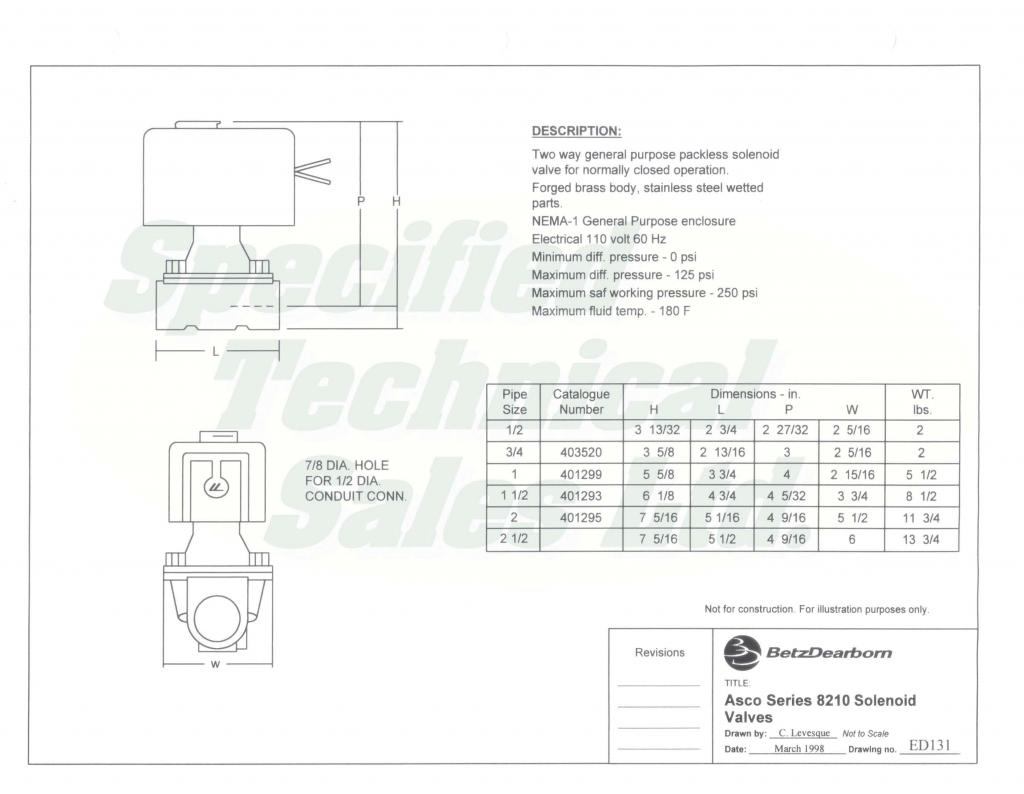 DESCRIPTION:
Two way general purpose packless solenoid
valve for normally closed operation.
Forged brass body, stainless steel wetted
parts.
NEMA-1 General Purpose enclosure
Electrical 110 volt 60 Hz
Minimum diff. pressure - 0 psi
Maximum diff. pressure - 125 psi
Maximum saf working pressure - 250 psi
Maximum fluid temp. - 180 F
P H
L
Specified
Technical
Sales Ltd.
7/8 DIA. HOLE
FOR 1/2 DIA.
CONDUIT CONN.
W
Pipe Catalogue Dimensions - in. WT.
Size Number H L P W lbs.
1/2 3 13/32 2 3/4 2 27/32 2 5/16 2
3/4 403520 3 5/8 2 13/16 3 2 5/16 2
1 401299 5 5/8 3 3/4 4 2 15/16 5 1/2
1 1/2 401293 6 1/8 4 3/4 4 5/32 3 3/4 8 1/2
2 401295 7 5/16 5 1/16 4 9/16 5 1/2 11 3/4
2 1/2 7 5/16 5 1/2 4 9/16 6 13 3/4
Not for construction. For illustration purposes only.
Revisions
BetzDearborn
TITLE:
Asco Series 8210 Solenoid
Valves
Drawn by: C. Levesque Not to Scale
Date: March 1998 Drawing no. ED131